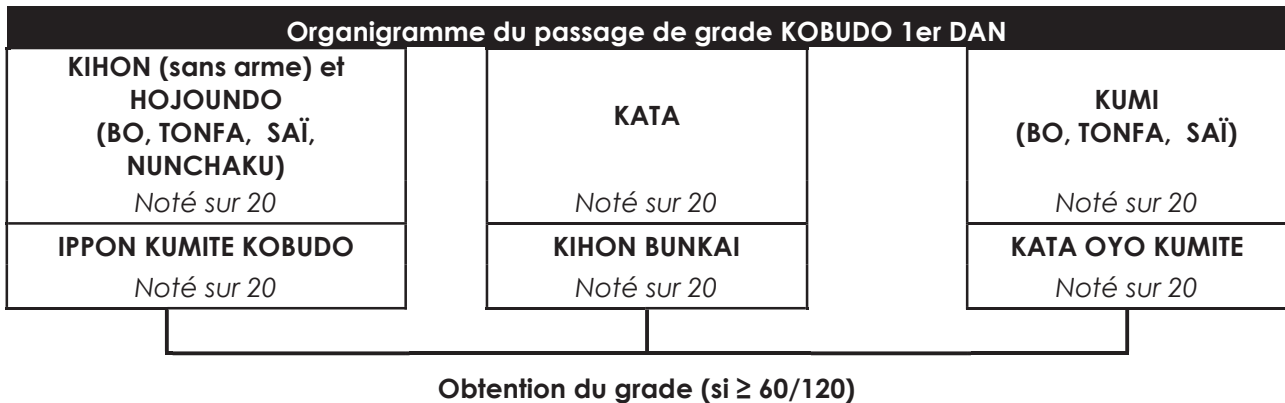 Organigramme du passage de grade KOBUDO 1er DAN
KIHON (sans arme) et
HOJOUNDO
(BO, TONFA, SAÏ,
NUNCHAKU)
Noté sur 20
IPPON KUMITE KOBUDO
Noté sur 20
KATA
Noté sur 20
KIHON BUNKAI
Noté sur 20
KUMI
(BO, TONFA, SAÏ)
Noté sur 20
KATA OYO KUMITE
Noté sur 20
Obtention du grade (si ≥ 60/120)